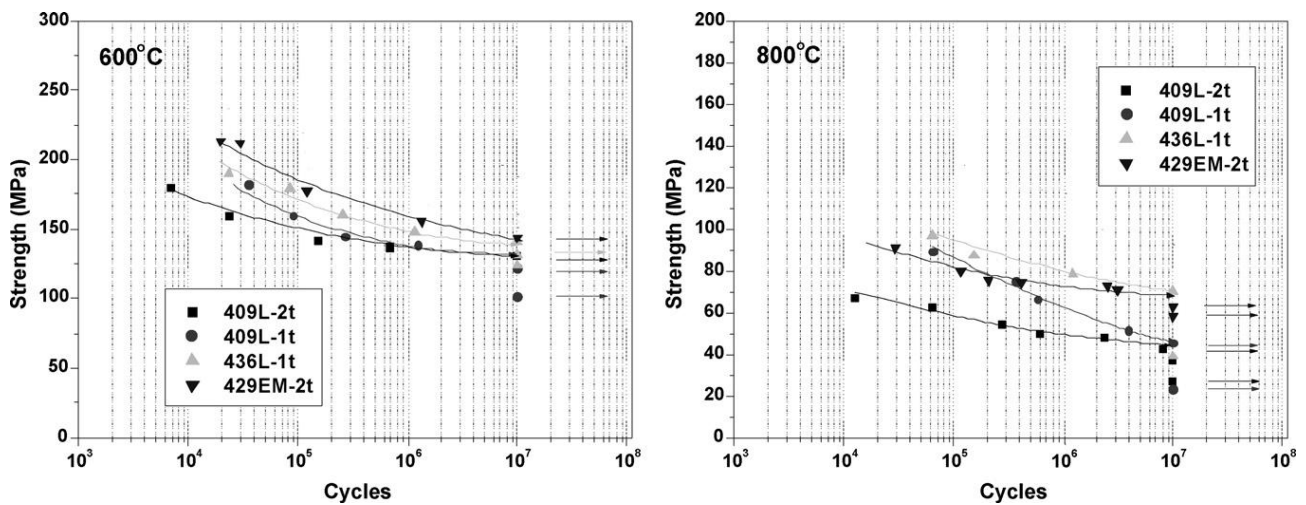 600°C
Strength (MPa)
300
250
200
150
100
50
0
409L-2t
409L-1t
436L-1t
429EM-2t
10³
10⁴
10⁵
10⁶
10⁷
10⁸
Cycles
800°C
Strength (MPa)
200
180
160
140
120
100
80
60
40
20
0
409L-2t
409L-1t
436L-1t
429EM-2t
10³
10⁴
10⁵
10⁶
10⁷
10⁸
Cycles